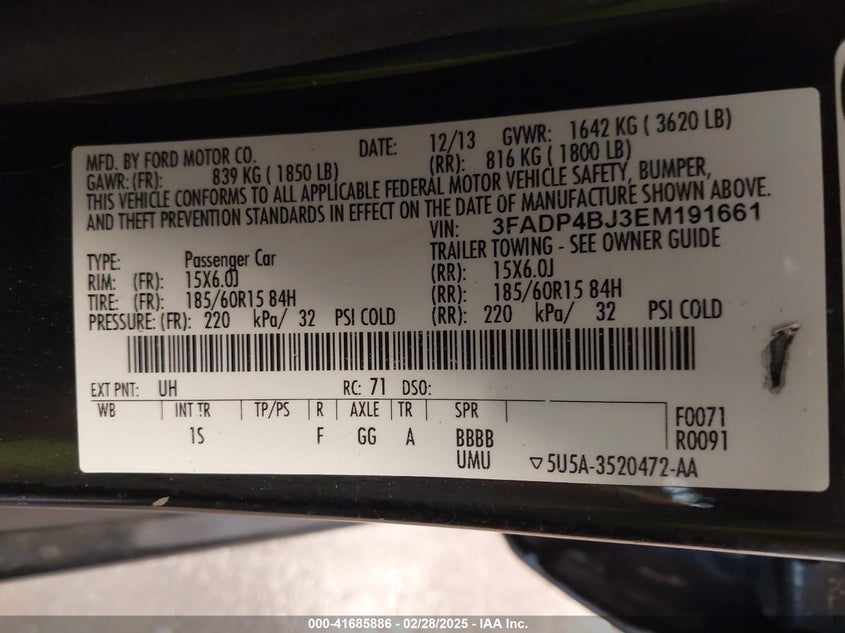 MFD. BY FORD MOTOR CO. DATE: 12/13 GVWR: 1642 KG ( 3620 LB)
GAWR: (FR): 839 KG ( 1850 LB) (RR): 816 KG ( 1800 LB)
THIS VEHICLE CONFORMS TO ALL APPLICABLE FEDERAL MOTOR VEHICLE SAFETY, BUMPER,
AND THEFT PREVENTION STANDARDS IN EFFECT ON THE DATE OF MANUFACTURE SHOWN ABOVE.
VIN: 3FADP4BJ3EM191661
TYPE: Passenger Car TRAILER TOWING - SEE OWNER GUIDE
RIM: (FR): 15X6.0J (RR): 15X6.0J
TIRE: (FR): 185/60R15 84H (RR): 185/60R15 84H
PRESSURE: (FR): 220 kPa/ 32 PSI COLD (RR): 220 kPa/ 32 PSI COLD
EXT PNT: UH RC: 71 DSO:
WB INT TR TP/PS R AXLE TR SPR F0071
1S F GG A BBBB R0091
UMU ▽5U5A-3520472-AA
000-41685886 - 02/28/2025 - IAA Inc.